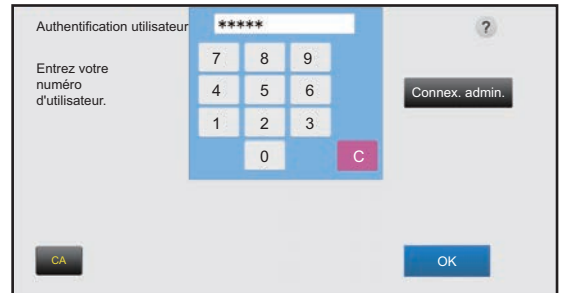 Authentification utilisateur
*****
?
Entrez votre
numéro
d'utilisateur.
7 8 9
4 5 6
1 2 3
0 C
Connex. admin.
CA
OK